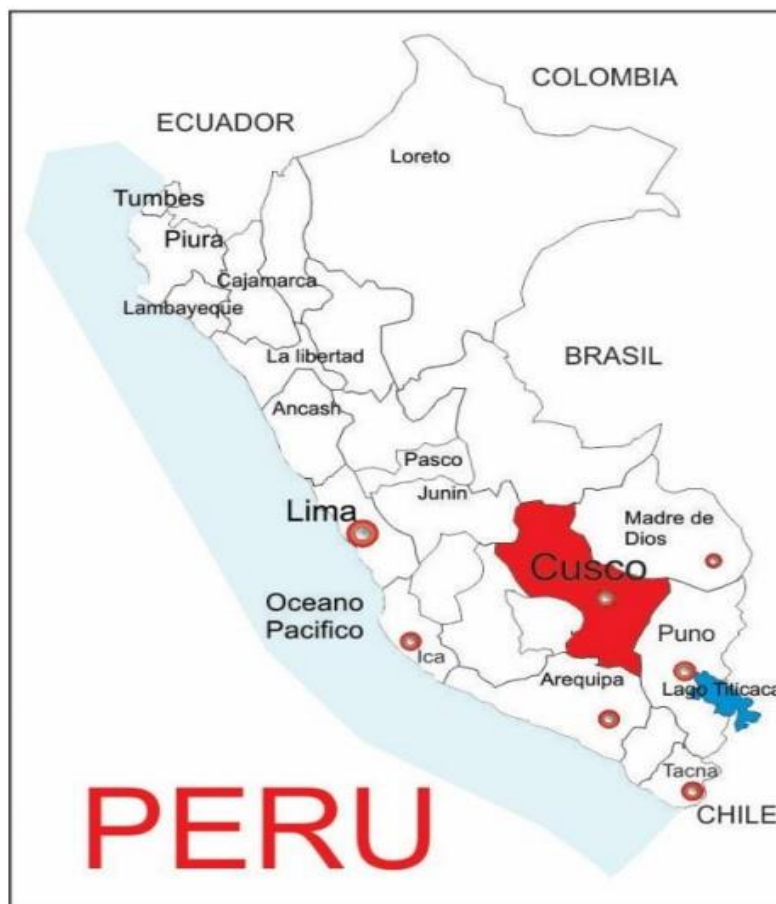 COLOMBIA
ECUADOR
Loreto
Tumbes
Piura
Cajamarca
Lambayeque
La libertad
BRASIL
Ancash
Pasco
Junin
Lima
Madre de
Dios
Cusco
Oceano
Pacifico
Ica
Puno
Arequipa
Lago Titicaca
Tacna
PERU
CHILE